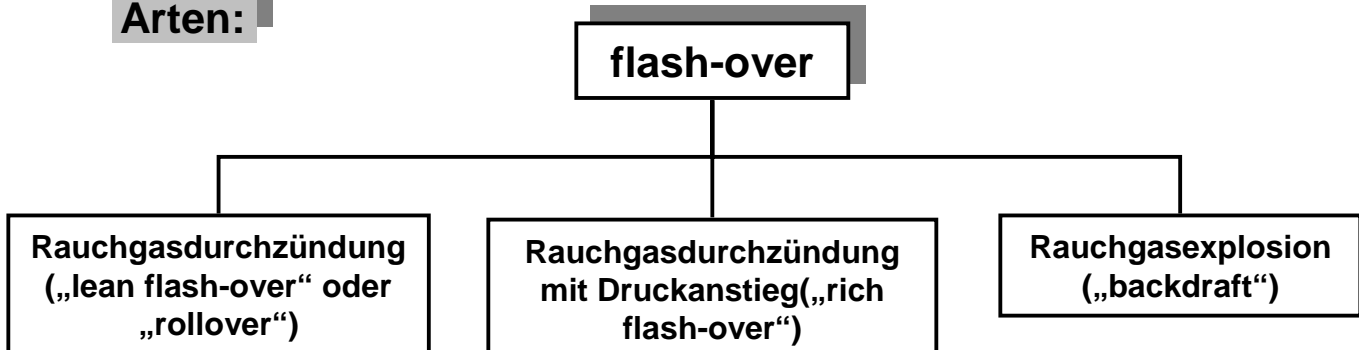 Arten:
flash-over
Rauchgasdurchzündung
(„lean flash-over“ oder
„rollover“)
Rauchgasdurchzündung
mit Druckanstieg(„rich
flash-over“)
Rauchgasexplosion
(„backdraft“)